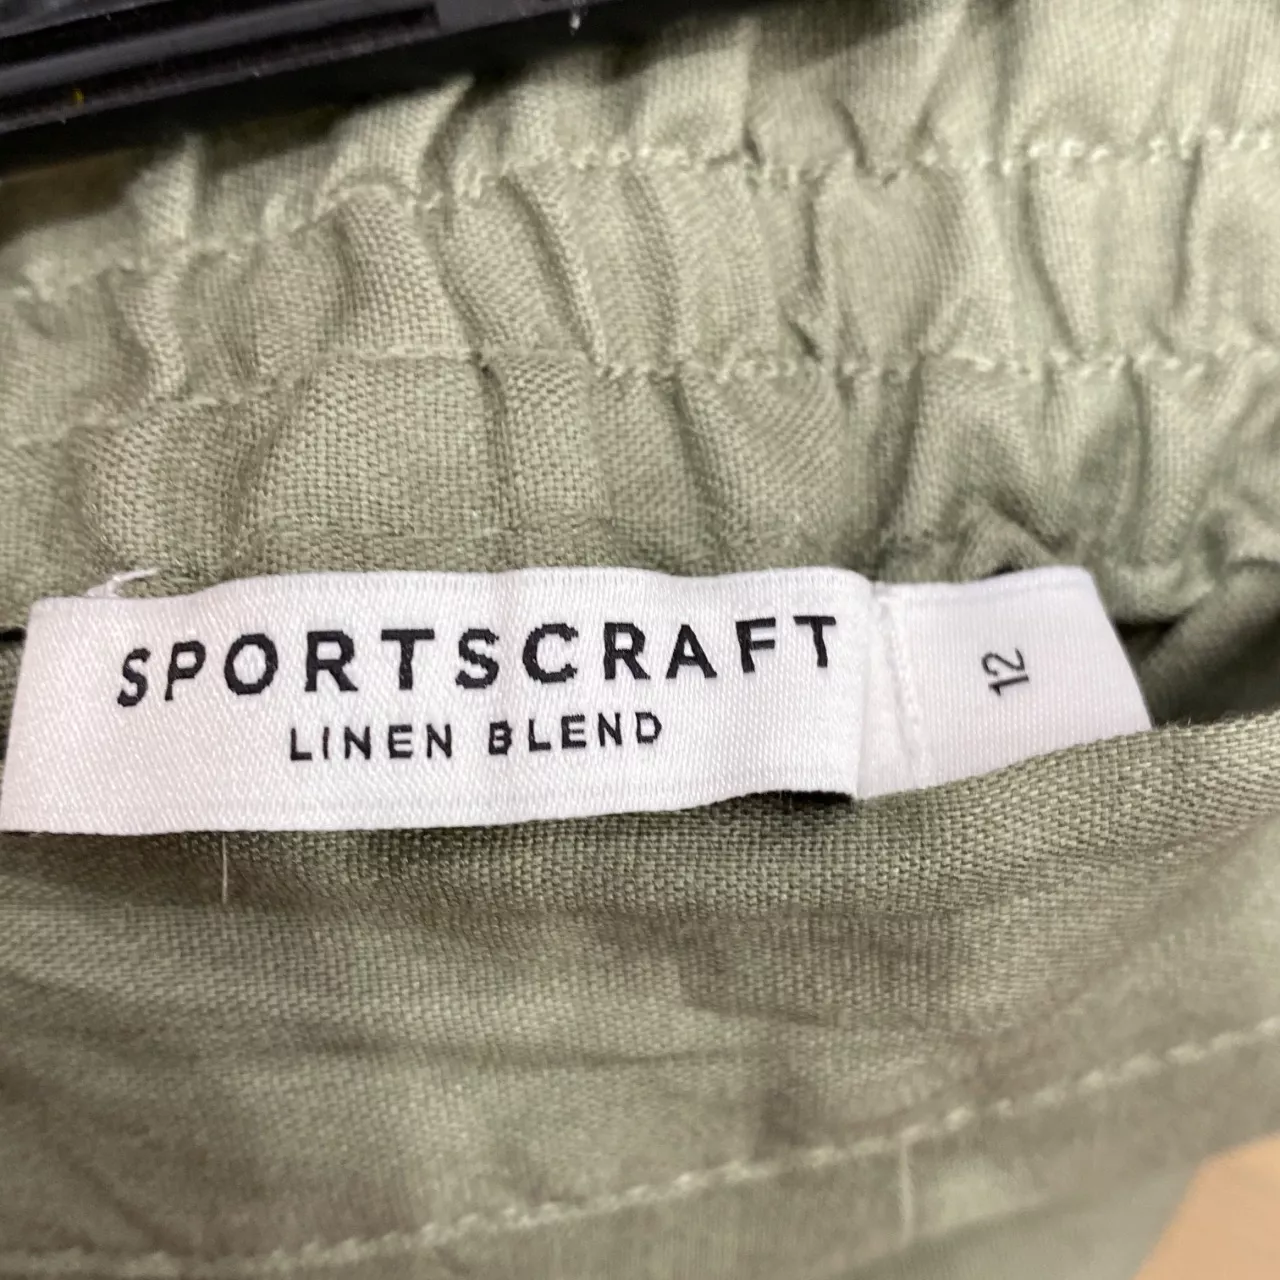 SPORTSCRAFT
LINEN BLEND
12